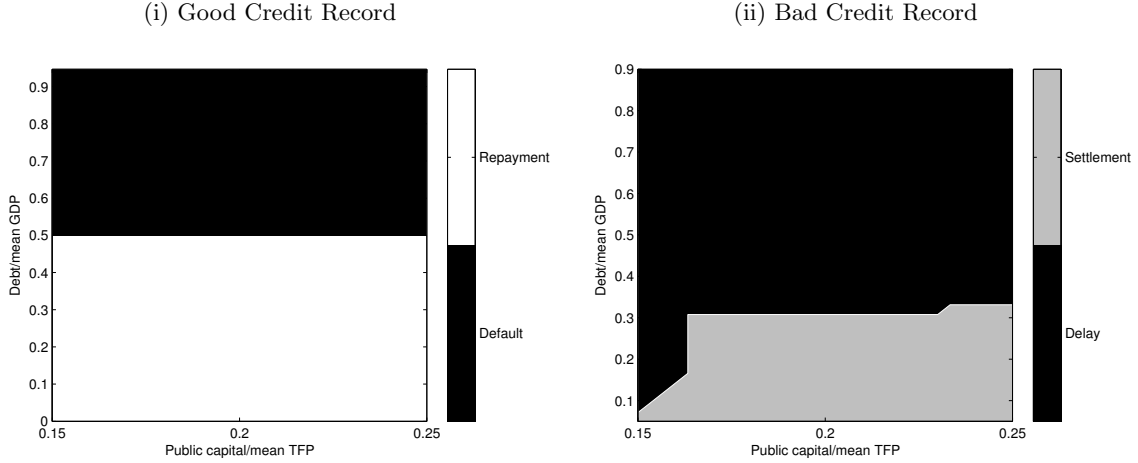 (i) Good Credit Record
0.9
0.8
0.7
0.6
0.5
0.4
0.3
0.2
0.1
0
Debt/mean GDP
0.15
0.2
0.25
Public capital/mean TFP
Repayment
Default
(ii) Bad Credit Record
0.9
0.8
0.7
0.6
0.5
0.4
0.3
0.2
0.1
Debt/mean GDP
0.15
0.2
0.25
Public capital/mean TFP
Settlement
Delay